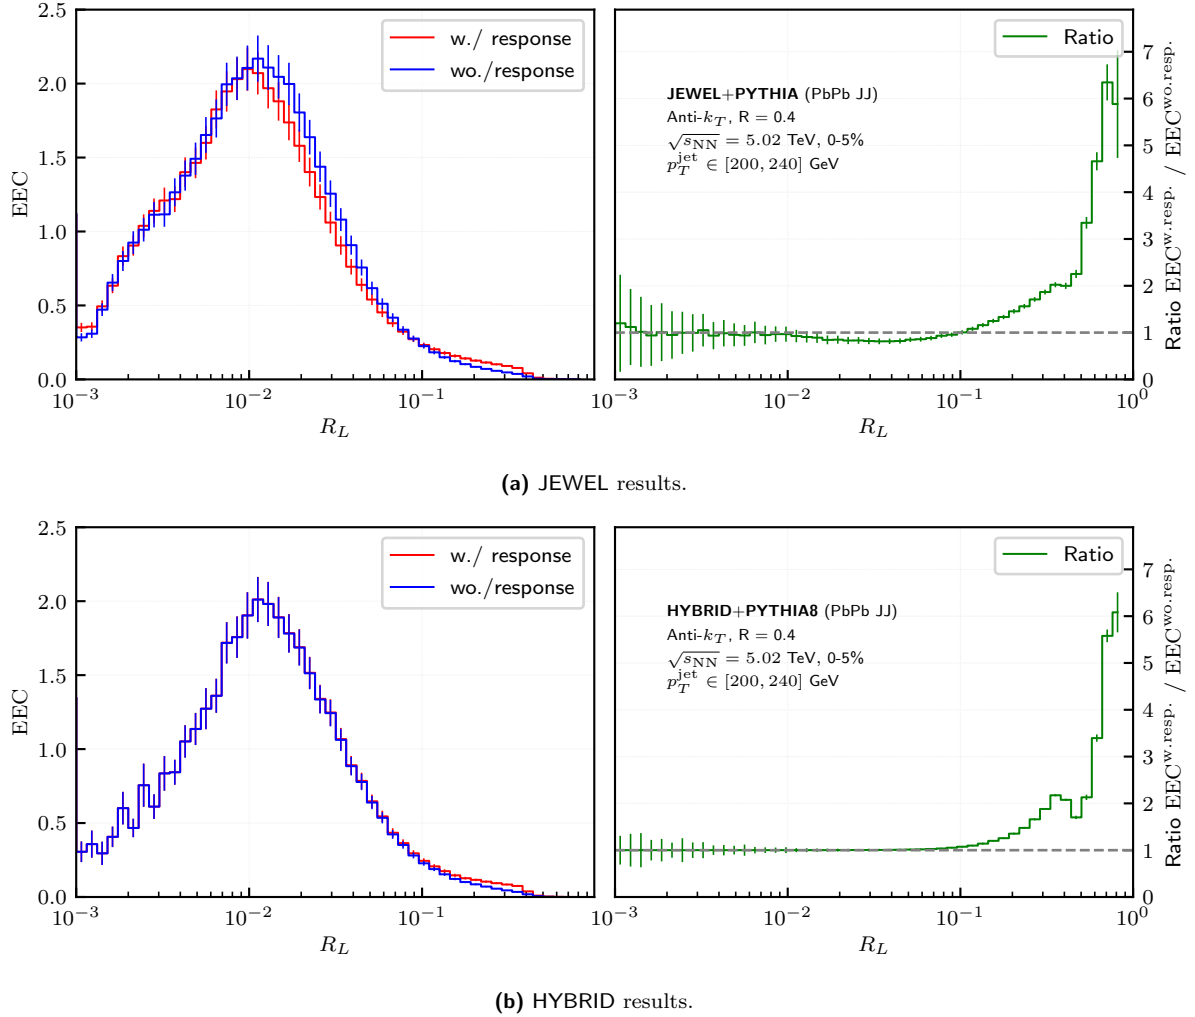 2.5
2.0
1.5
1.0
0.5
0.0
EEC
w./ response
wo./response
10⁻³ 10⁻² 10⁻¹ 1
R_L
Ratio
JEWEL+PYTHIA (PbPb JJ)
Anti-k_T, R = 0.4
√s_NN = 5.02 TeV, 0-5%
p_T^jet ∈ [200, 240] GeV
7
6
5
4
3
2
1
0
Ratio EEC^w.resp. / EEC^wo.resp.
10⁻³ 10⁻² 10⁻¹ 10⁰
R_L
(a) JEWEL results.
2.5
2.0
1.5
1.0
0.5
0.0
EEC
w./ response
wo./response
10⁻³ 10⁻² 10⁻¹
R_L
Ratio
HYBRID+PYTHIA8 (PbPb JJ)
Anti-k_T, R = 0.4
√s_NN = 5.02 TeV, 0-5%
p_T^jet ∈ [200, 240] GeV
7
6
5
4
3
2
1
0
Ratio EEC^w.resp. / EEC^wo.resp.
10⁻³ 10⁻² 10⁻¹ 10⁰
R_L
(b) HYBRID results.